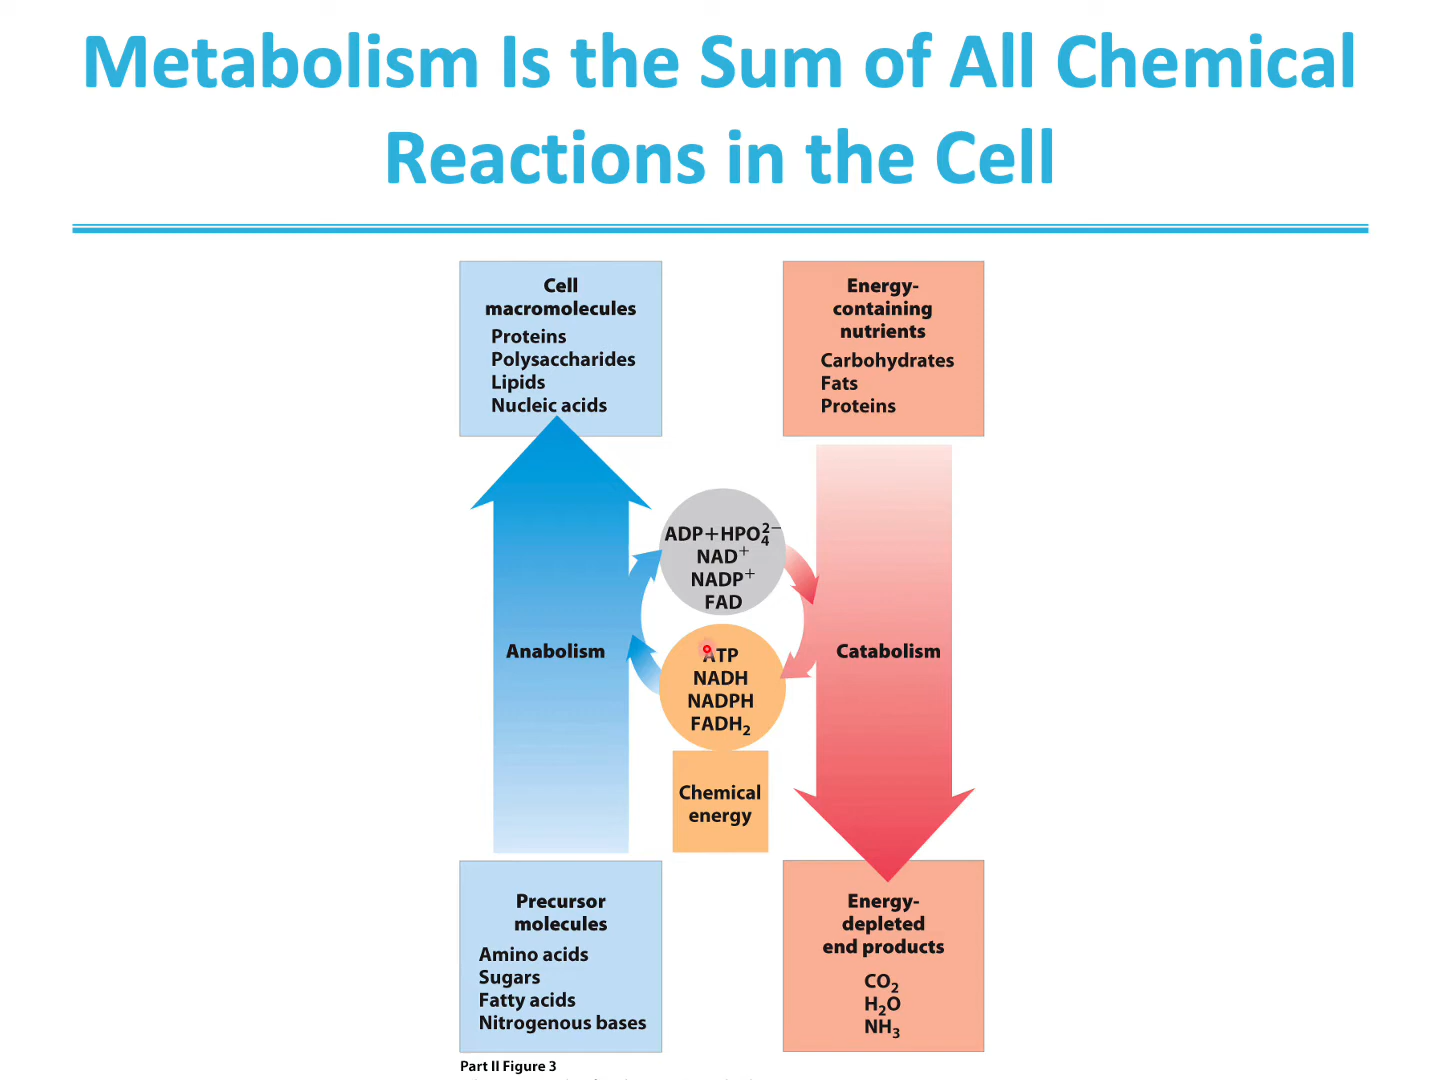 Metabolism Is the Sum of All Chemical
Reactions in the Cell
Cell
macromolecules
Proteins
Polysaccharides
Lipids
Nucleic acids
Energy-
containing
nutrients
Carbohydrates
Fats
Proteins
ADP+HPO₄²⁻
NAD⁺
NADP⁺
FAD
Anabolism
ATP
NADH
NADPH
FADH₂
Catabolism
Chemical
energy
Precursor
molecules
Amino acids
Sugars
Fatty acids
Nitrogenous bases
Energy-
depleted
end products
CO₂
H₂O
NH₃
Part II Figure 3